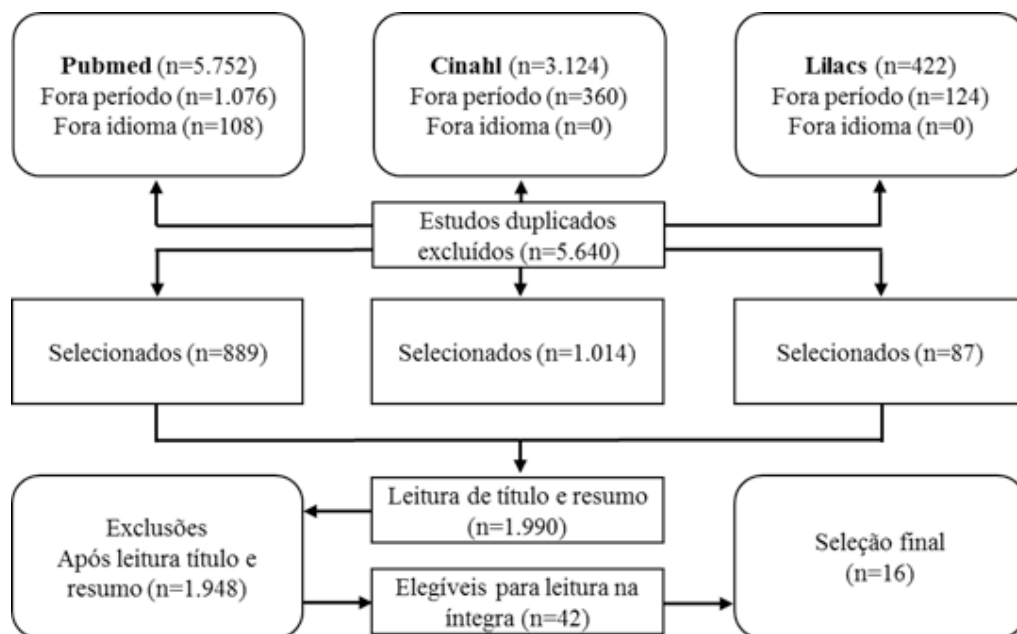 Pubmed (n=5.752)
Fora período (n=1.076)
Fora idioma (n=108)
Cinahl (n=3.124)
Fora período (n=360)
Fora idioma (n=0)
Lilacs (n=422)
Fora período (n=124)
Fora idioma (n=0)
Estudos duplicados
excluídos (n=5.640)
Selecionados (n=889)
Selecionados (n=1.014)
Selecionados (n=87)
Leitura de título e resumo
(n=1.990)
Exclusões
Após leitura título e
resumo (n=1.948)
Elegíveis para leitura na
íntegra (n=42)
Seleção final
(n=16)